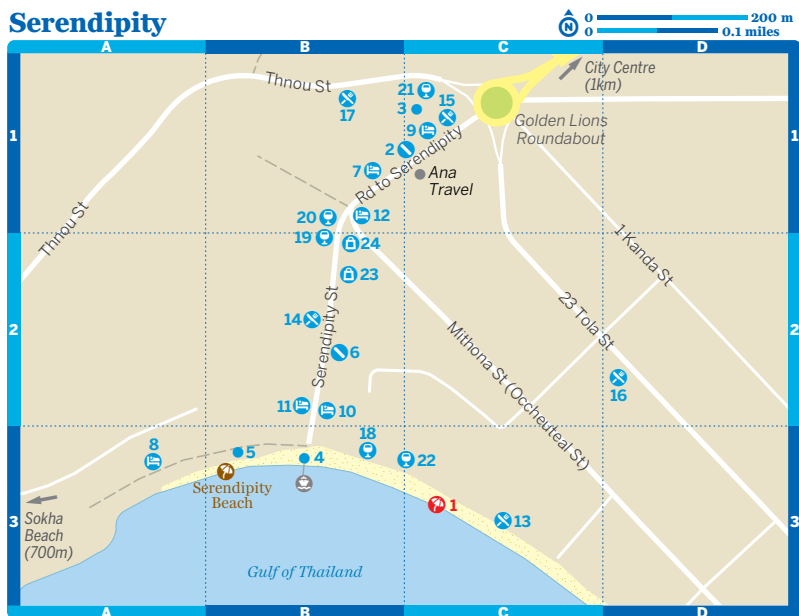 Serendipity
N
0 200 m
0 0.1 miles
A B C D
1
2
3
Thnou St
City Centre
(1km)
21
3
15
17
9
2
Golden Lions
Roundabout
7
Rd to Serendipity
Ana
Travel
20
12
Thnou St
19
24
1 Kanda St
23
14
Serendipity St
6
23 Tola St
Mithona St (Occheuteal St)
16
11
10
8
5
4
18
22
Serendipity
Beach
1
13
Sokha
Beach
(700m)
Gulf of Thailand
1
2
3
A B C D